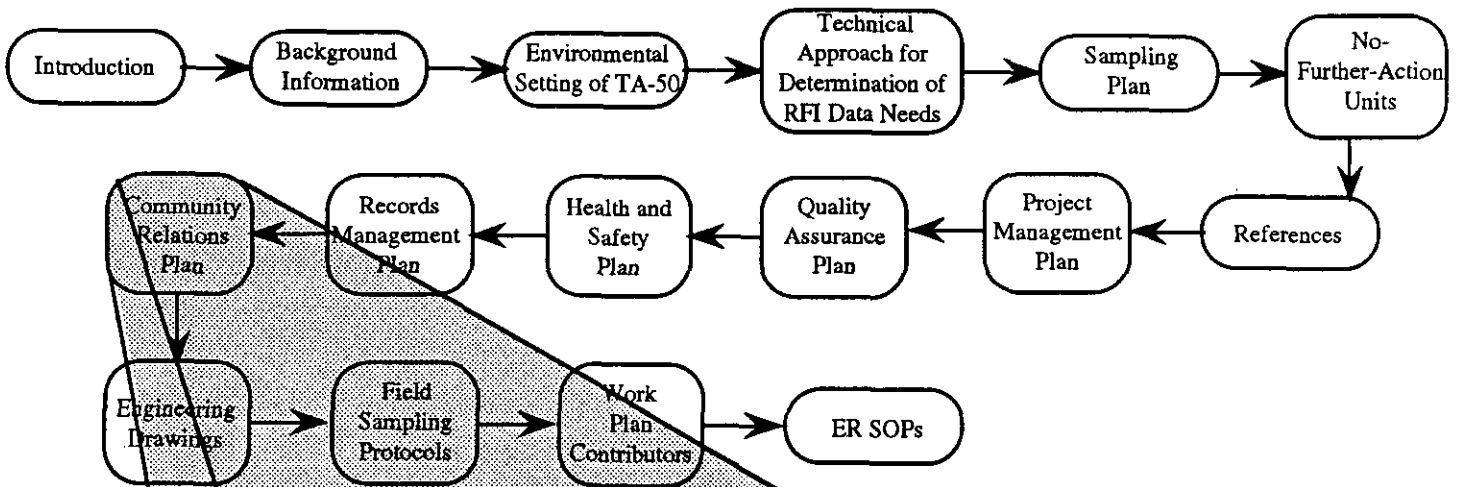 Introduction
Background
Information
Environmental
Setting of TA-50
Technical
Approach for
Determination of
RFI Data Needs
Sampling
Plan
No-
Further-Action
Units
References
Project
Management
Plan
Quality
Assurance
Plan
Health and
Safety
Plan
Records
Management
Plan
Community
Relations
Plan
Engineering
Drawings
Field
Sampling
Protocols
Work
Plan
Contributors
ER SOPs